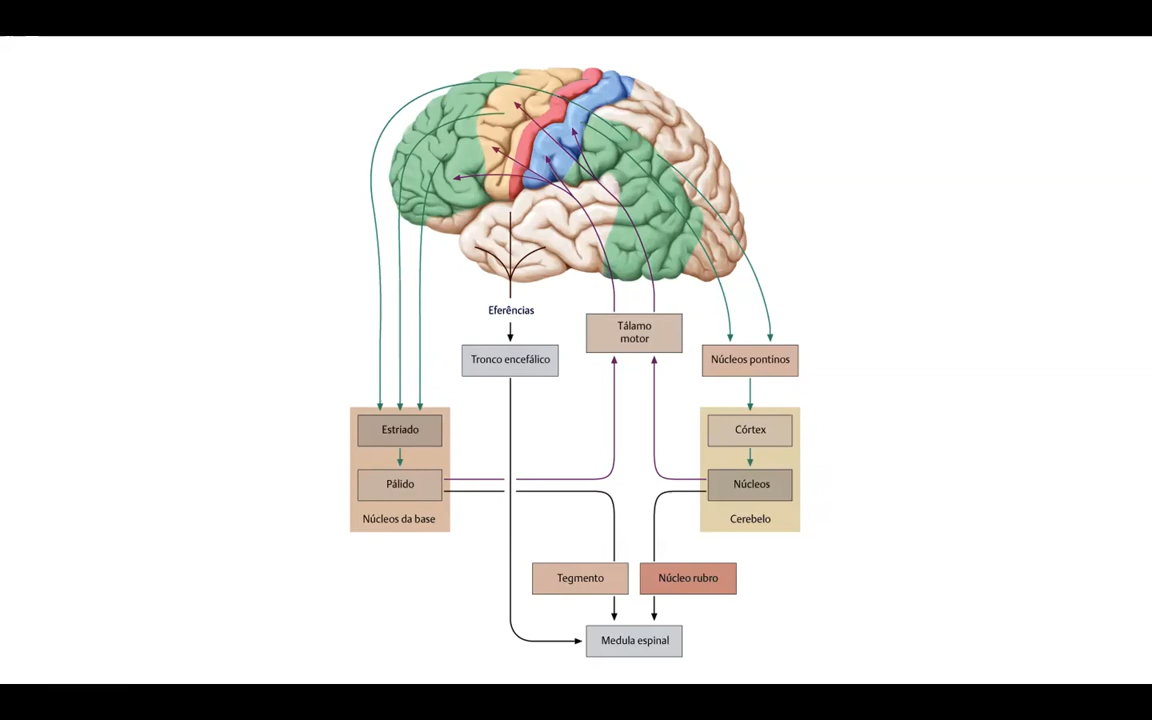 Eferências
Tálamo
motor
Tronco encefálico
Núcleos pontinos
Estriado
Córtex
Pálido
Núcleos
Núcleos da base
Cerebelo
Tegmento
Núcleo rubro
Medula espinal